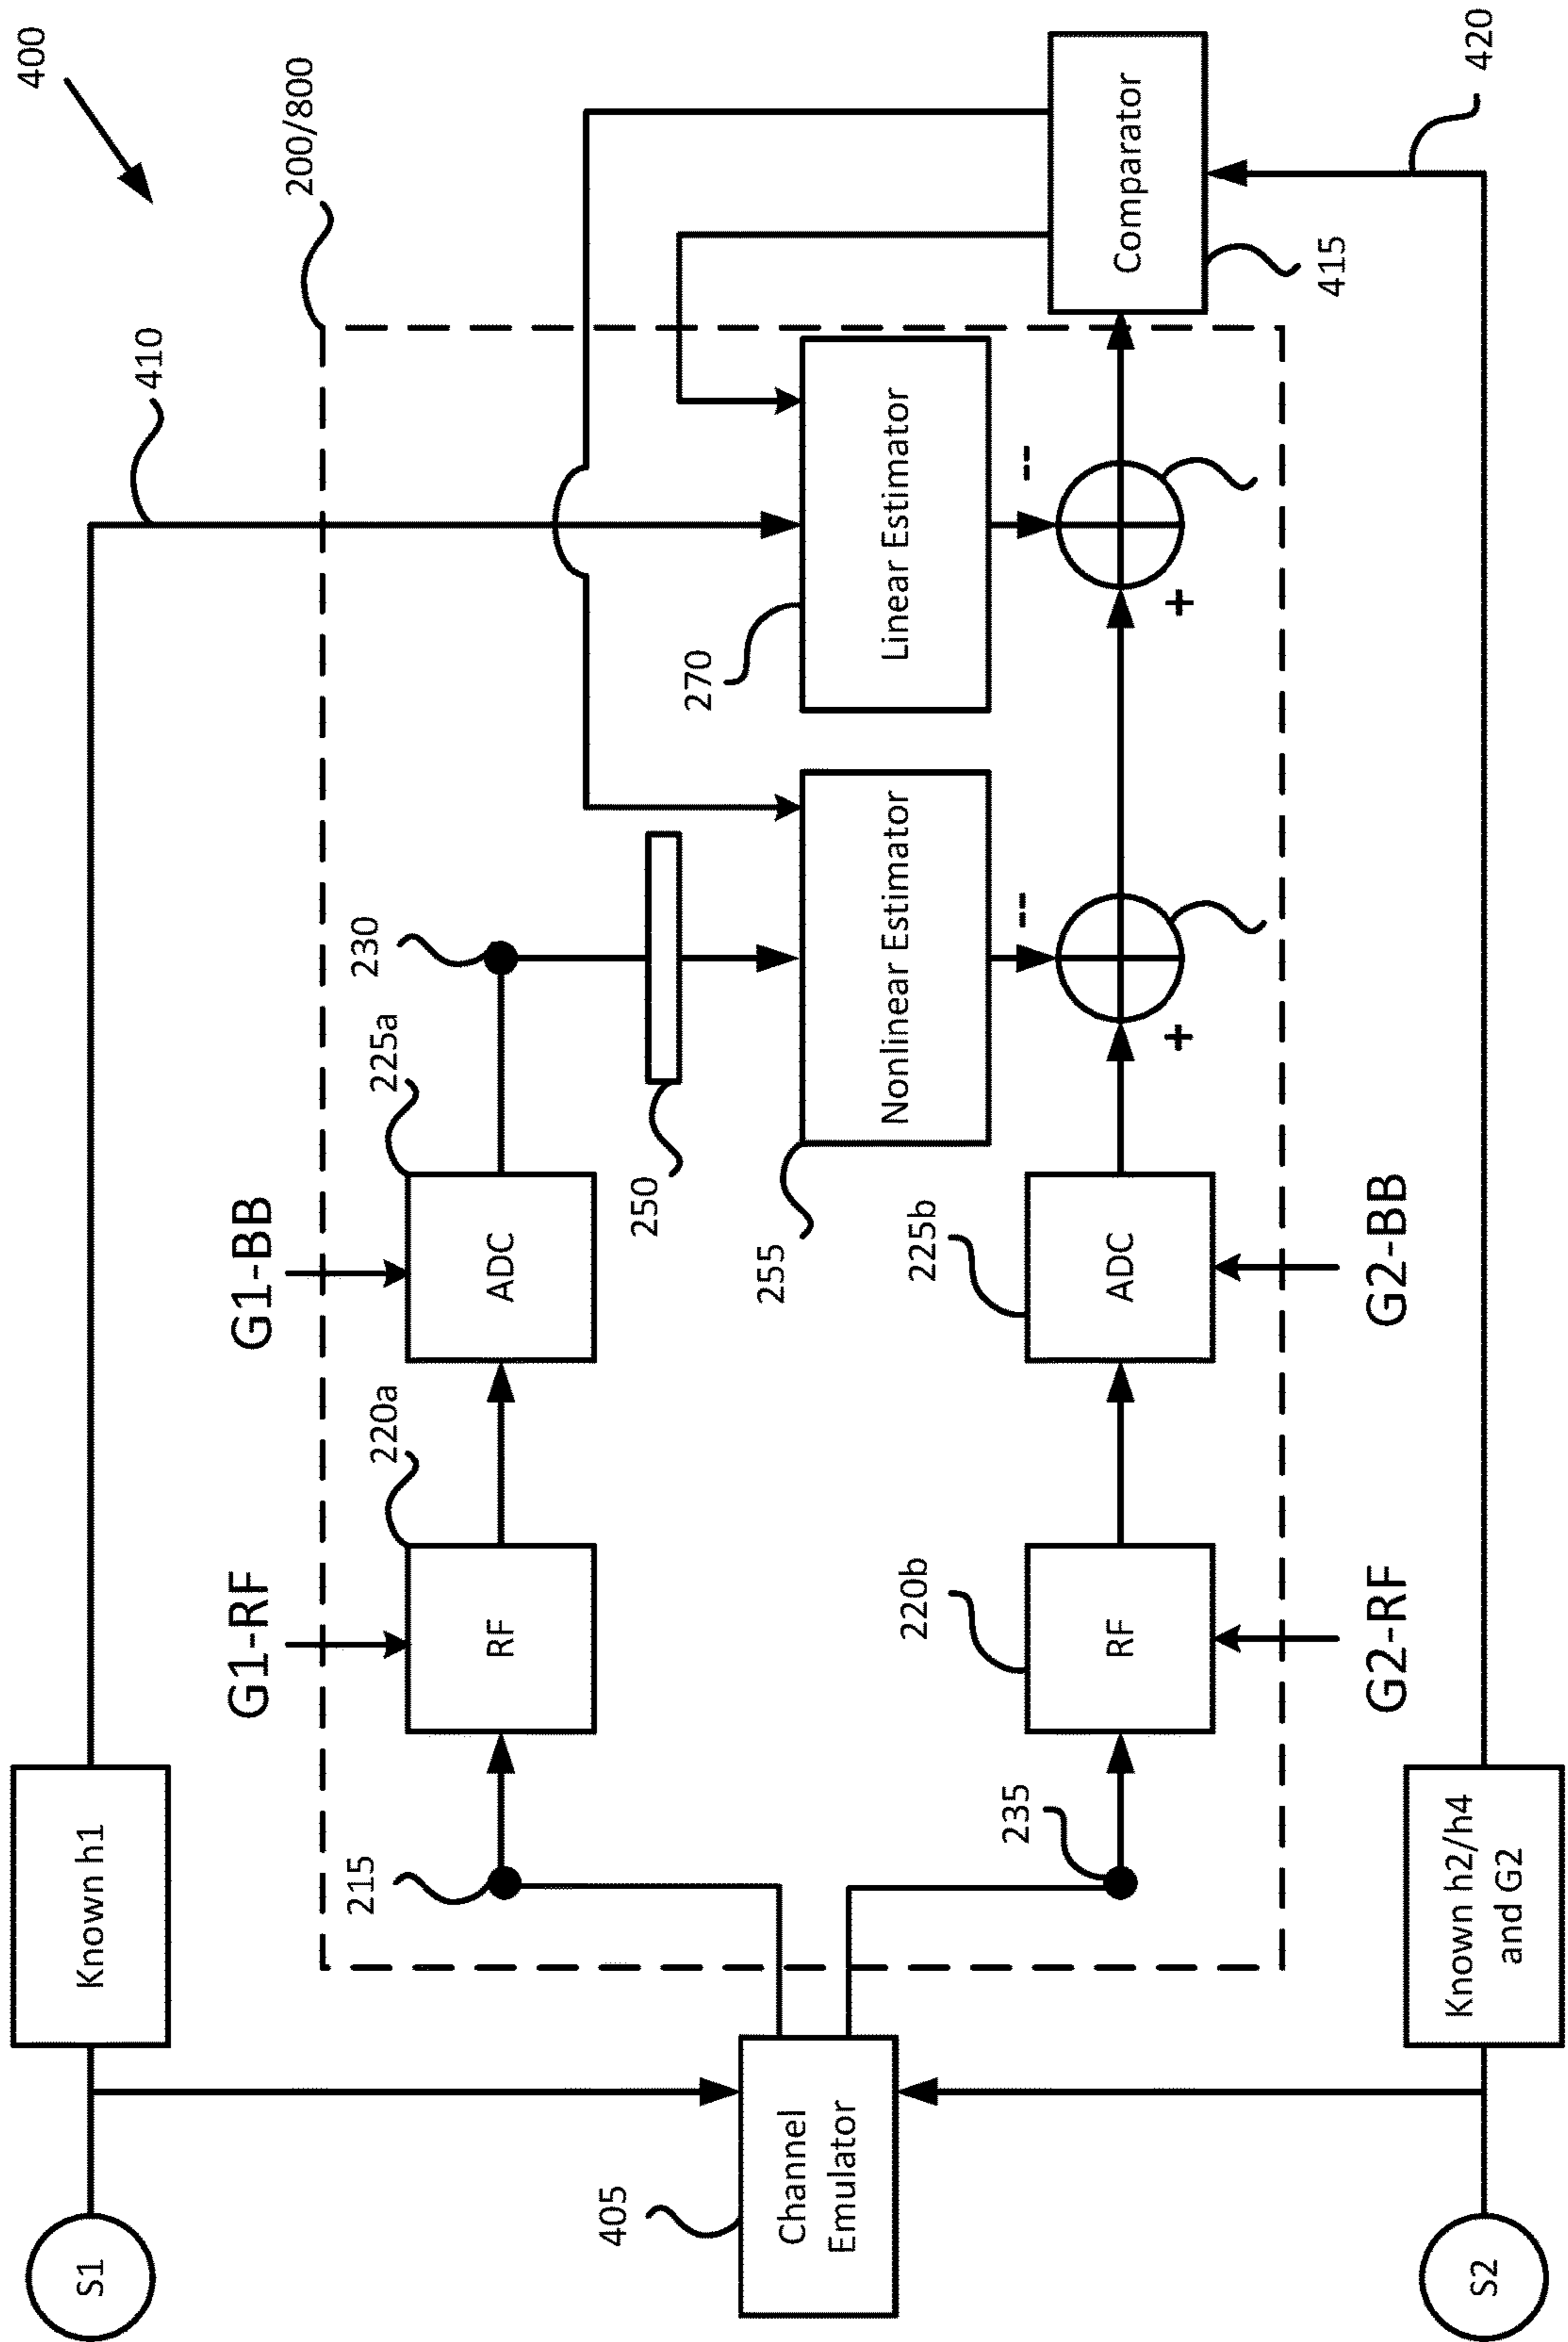 400
S1
Known h1
410
200/800
G1-RF
G1-BB
215
RF
220a
ADC
225a
230
250
405
Channel
Emulator
255
Nonlinear Estimator
270
Linear Estimator
--
--
235
RF
220b
ADC
225b
+
+
Comparator
415
G2-RF
G2-BB
S2
Known h2/h4
and G2
420